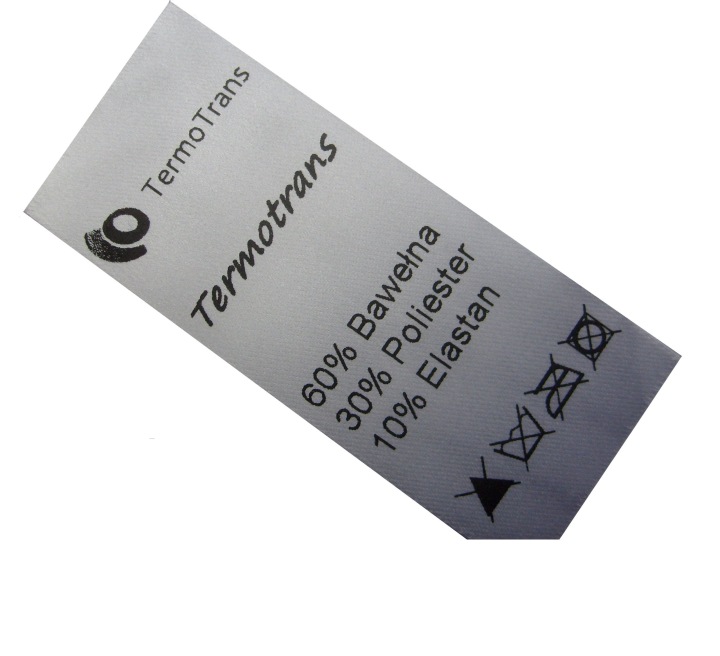 TermoTrans
Termotrans
60% Bawełna
30% Poliester
10% Elastan